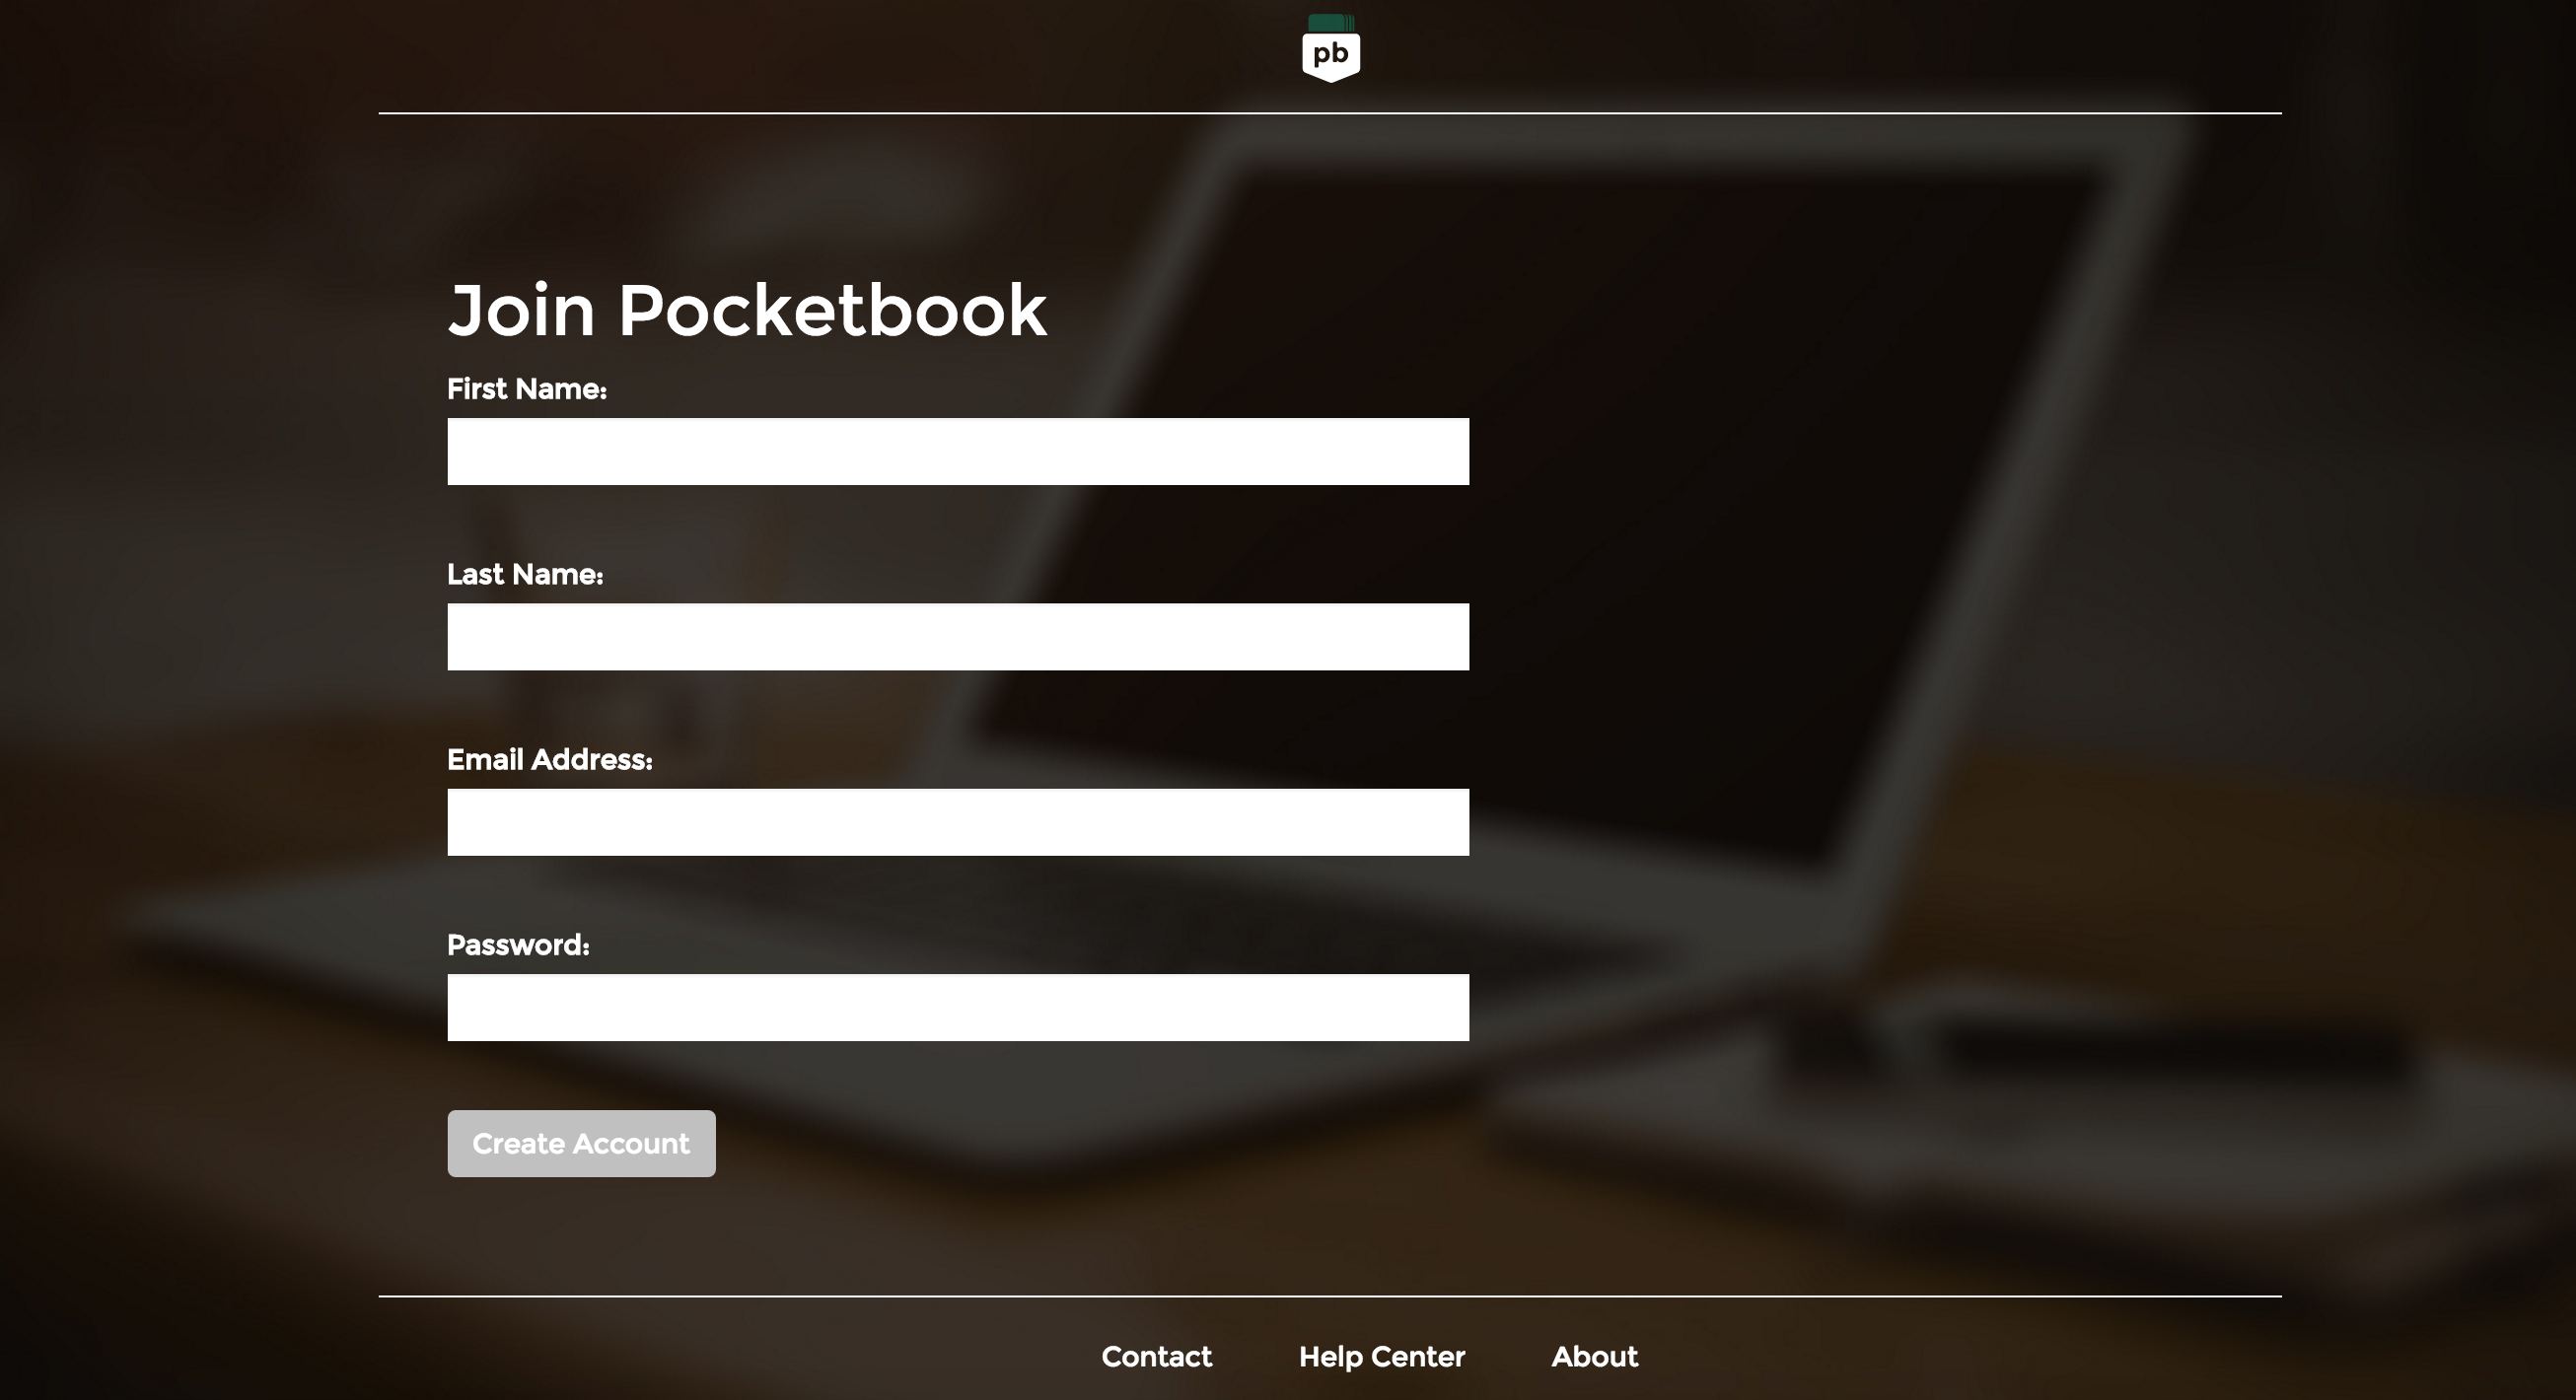 pb
Join Pocketbook
First Name:
Last Name:
Email Address:
Password:
Create Account
Contact Help Center About